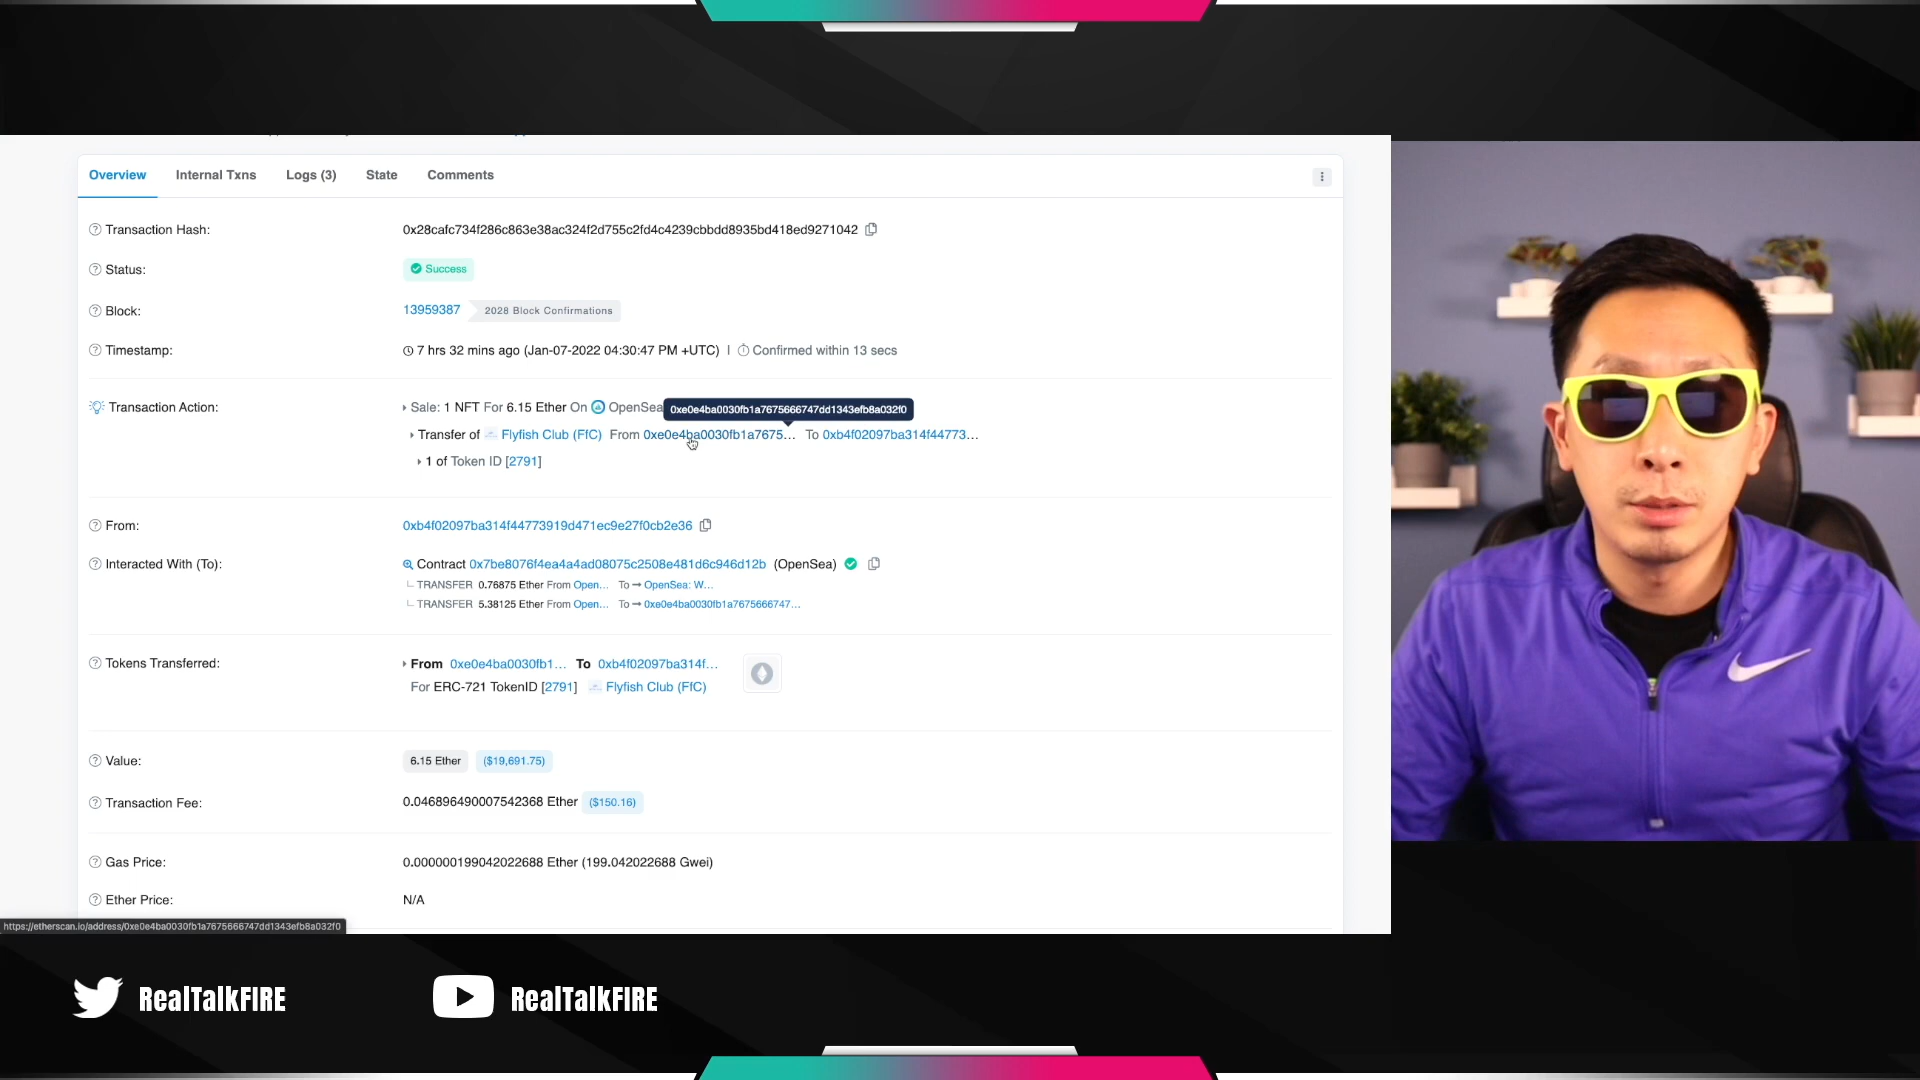 Overview Internal Txns Logs (3) State Comments
Transaction Hash: 0x28cafc734f286c863e38ac324f2d755c2fd4c4239cbbdd8935bd418ed9271042
Status: Success
Block: 13959387 2028 Block Confirmations
Timestamp: 7 hrs 32 mins ago (Jan-07-2022 04:30:47 PM +UTC) | Confirmed within 13 secs
Transaction Action: Sale: 1 NFT For 6.15 Ether On OpenSea 0xe0e4ba0030fb1a7675666747dd1343efb8a032f0
Transfer of Flyfish Club (FfC) From 0xe0e4ba0030fb1a7675... To 0xb4f02097ba314f44773...
1 of Token ID [2791]
From: 0xb4f02097ba314f44773919d471ec9e27f0cb2e36
Interacted With (To): Contract 0x7be8076f4ea4a4ad08075c2508e481d6c946d12b (OpenSea)
TRANSFER 0.76875 Ether From Open... To → OpenSea: W...
TRANSFER 5.38125 Ether From Open... To → 0xe0e4ba0030fb1a7675666747...
Tokens Transferred: From 0xe0e4ba0030fb1... To 0xb4f02097ba314f...
For ERC-721 TokenID [2791] Flyfish Club (FfC)
Value: 6.15 Ether ($19,691.75)
Transaction Fee: 0.046896490007542368 Ether ($150.16)
Gas Price: 0.000000199042022688 Ether (199.042022688 Gwei)
Ether Price: N/A
https://etherscan.io/address/0xe0e4ba0030fb1a7675666747dd1343efb8a032f0
RealTalkFIRE RealTalkFIRE